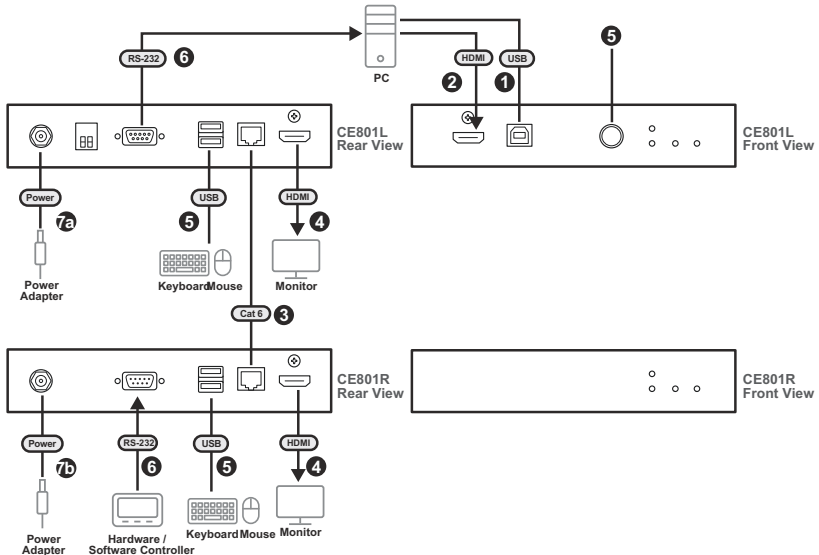 5
RS-232
6
HDMI
USB
2
1
PC
CE801L
Rear View
CE801L
Front View
Power
USB
HDMI
7a
5
4
Power
Adapter
Keyboard
Mouse
Monitor
Cat 6
3
CE801R
Rear View
CE801R
Front View
Power
RS-232
USB
HDMI
7b
6
5
4
Power
Adapter
Hardware /
Software Controller
Keyboard
Mouse
Monitor